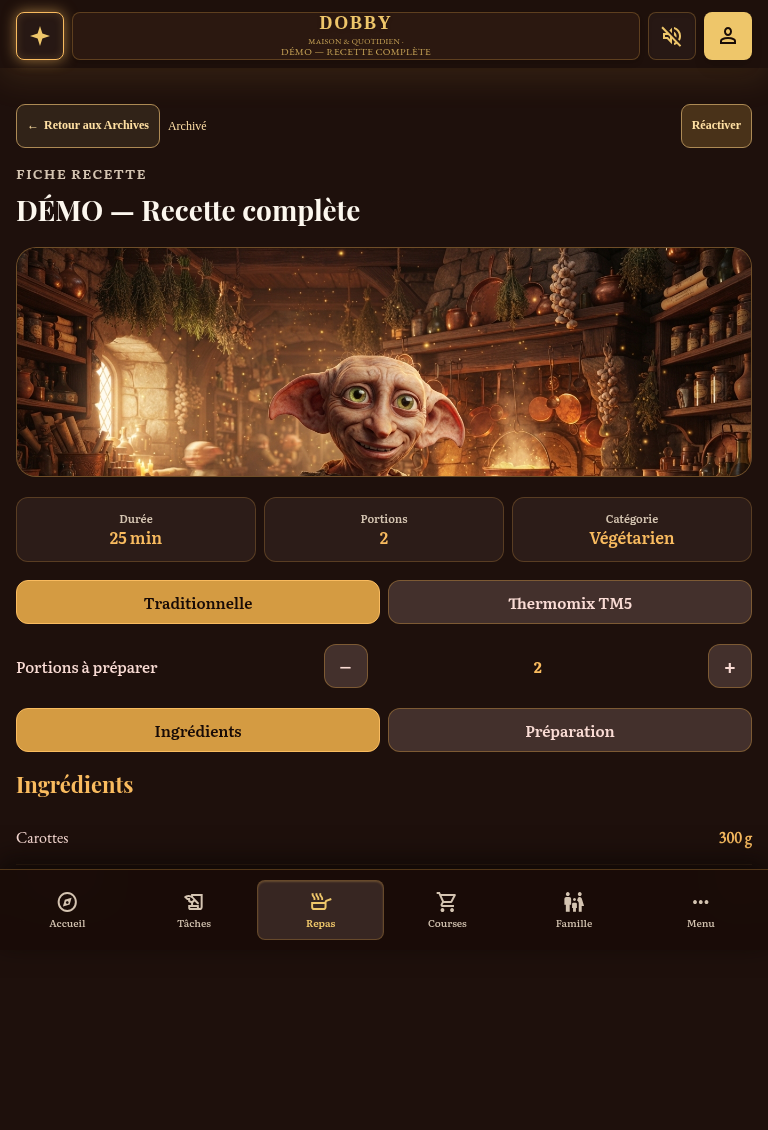 DOBBY
MAISON & QUOTIDIEN ·
DÉMO — RECETTE COMPLÈTE
← Retour aux Archives
Archivé
Réactiver
FICHE RECETTE
DÉMO — Recette complète
Durée
25 min
Portions
2
Catégorie
Végétarien
Traditionnelle
Thermomix TM5
Portions à préparer
−
2
+
Ingrédients
Préparation
Ingrédients
Carottes
300 g
Accueil
Tâches
Repas
Courses
Famille
Menu